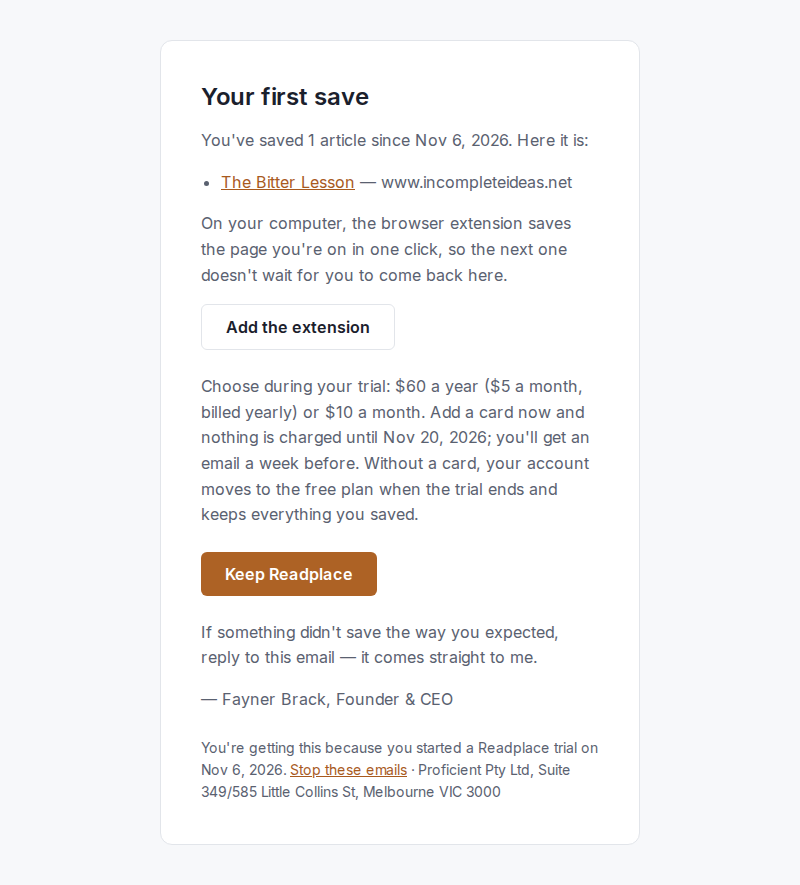 Your first save
You've saved 1 article since Nov 6, 2026. Here it is:
• The Bitter Lesson — www.incompleteideas.net
On your computer, the browser extension saves
the page you're on in one click, so the next one
doesn't wait for you to come back here.
Add the extension
Choose during your trial: $60 a year ($5 a month,
billed yearly) or $10 a month. Add a card now and
nothing is charged until Nov 20, 2026; you'll get an
email a week before. Without a card, your account
moves to the free plan when the trial ends and
keeps everything you saved.
Keep Readplace
If something didn't save the way you expected,
reply to this email — it comes straight to me.
— Fayner Brack, Founder & CEO
You're getting this because you started a Readplace trial on
Nov 6, 2026. Stop these emails · Proficient Pty Ltd, Suite
349/585 Little Collins St, Melbourne VIC 3000